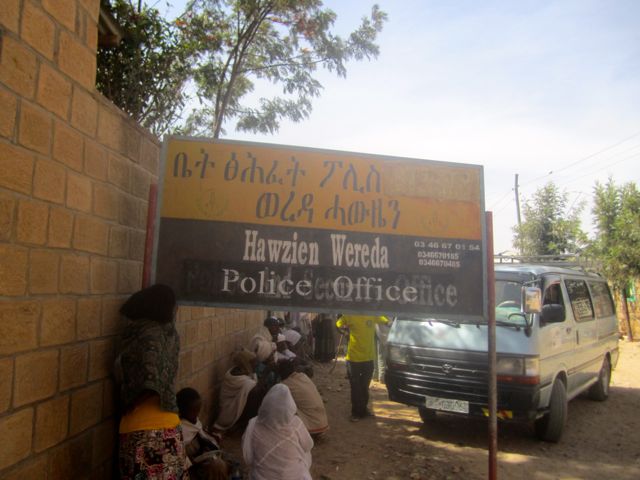 ቤት ፅሕፈት ፖሊስ
ወረዳ ሓውዜን
Hawzien Wereda
Police Office
03 46 67 01 54
0346670185
0346670485